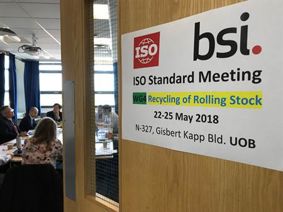 ISO
bsi.
ISO Standard Meeting
WG4 Recycling of Rolling Stock
22-25 May 2018
N-327, Gisbert Kapp Bld. UOB